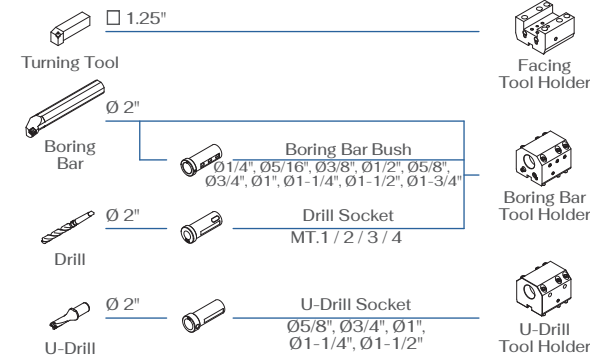 □ 1.25"
Turning Tool
Facing
Tool Holder
Ø 2"
Boring
Bar
Boring Bar Bush
Ø1/4", Ø5/16", Ø3/8", Ø1/2", Ø5/8",
Ø3/4", Ø1", Ø1-1/4", Ø1-1/2", Ø1-3/4"
Boring Bar
Tool Holder
Ø 2"
Drill
Drill Socket
MT.1 / 2 / 3 / 4
Ø 2"
U-Drill
U-Drill Socket
Ø5/8", Ø3/4", Ø1",
Ø1-1/4", Ø1-1/2"
U-Drill
Tool Holder